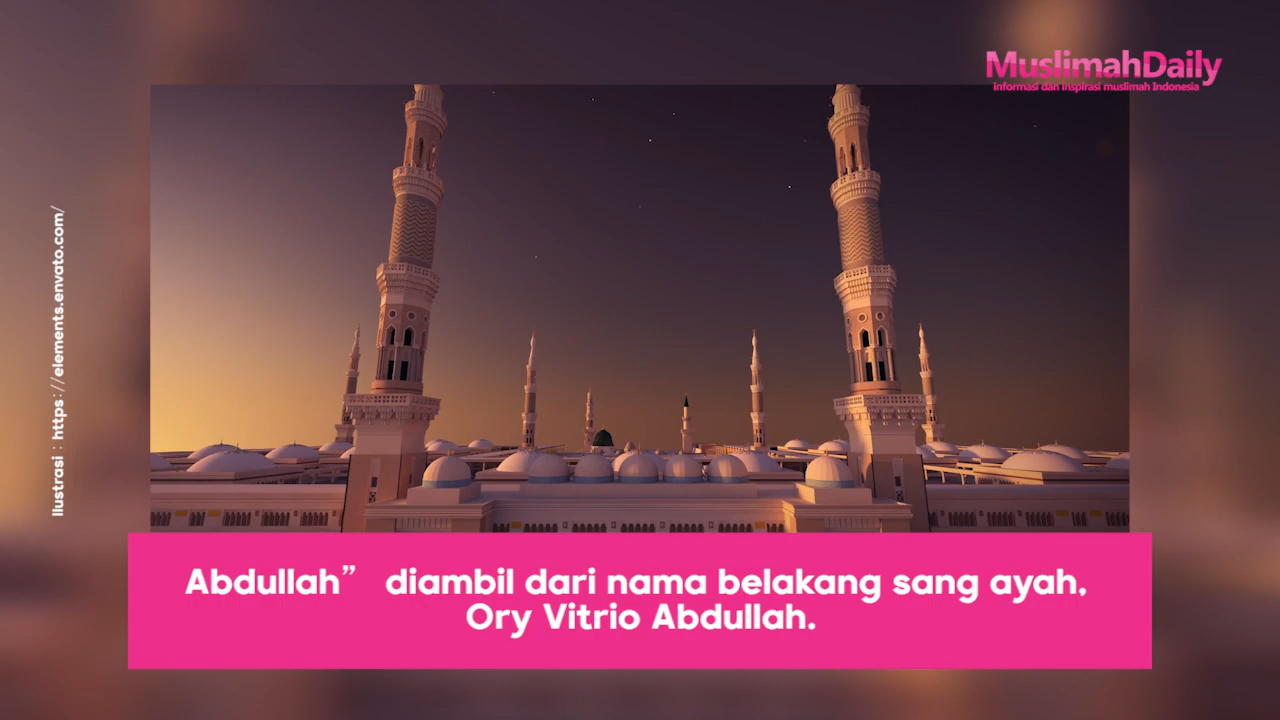 MuslimahDaily
informasi dan inspirasi muslimah Indonesia
Ilustrasi : https://elements.envato.com/
Abdullah” diambil dari nama belakang sang ayah,
Ory Vitrio Abdullah.